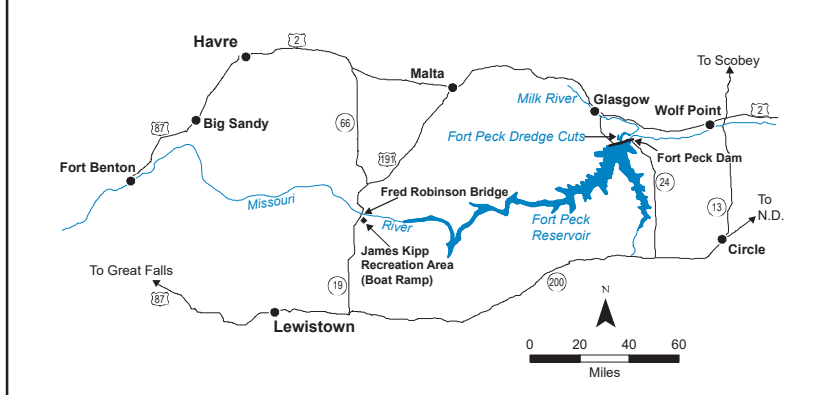 Havre
2
Malta
To Scobey
Milk River
Glasgow
Wolf Point
2
87
Big Sandy
66
Fort Peck Dredge Cuts
Fort Peck Dam
191
Fort Benton
24
Fred Robinson Bridge
Missouri
River
Fort Peck
Reservoir
13
To
N.D.
James Kipp
Recreation Area
(Boat Ramp)
Circle
To Great Falls
87
19
200
Lewistown
N
0 20 40 60
Miles